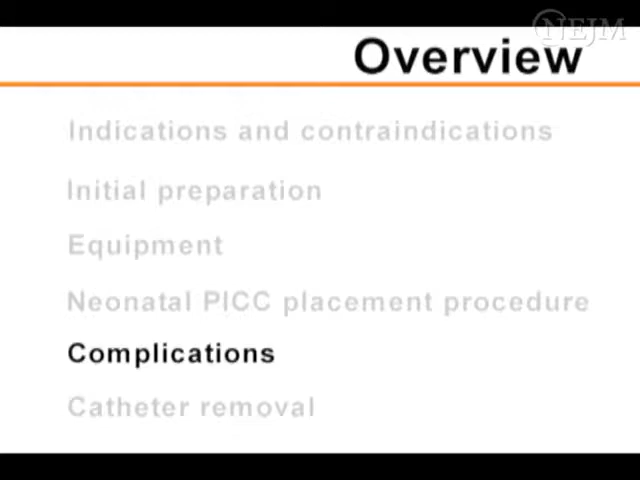 NEJM
Overview
Indications and contraindications
Initial preparation
Equipment
Neonatal PICC placement procedure
Complications
Catheter removal